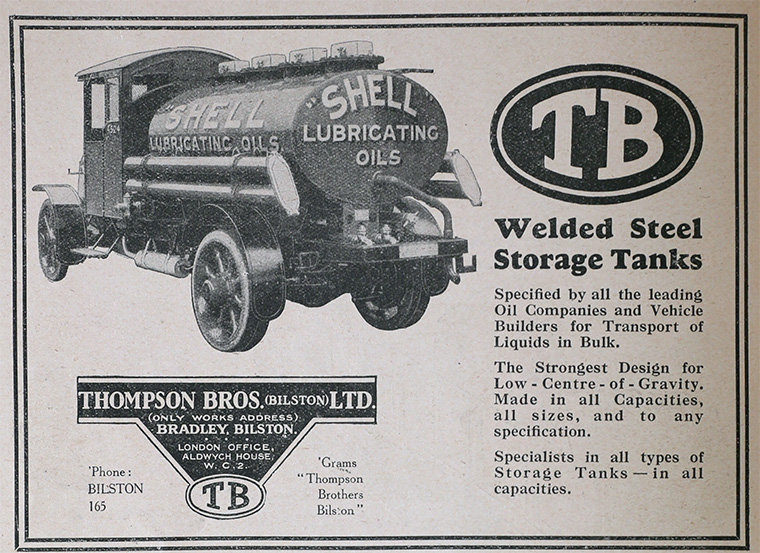 "SHELL
LUBRICATING OILS
"SHELL"
LUBRICATING
OILS
TB
Welded Steel
Storage Tanks
Specified by all the leading
Oil Companies and Vehicle
Builders for Transport of
Liquids in Bulk.
The Strongest Design for
Low-Centre-of-Gravity.
Made in all Capacities,
all sizes, and to any
specification.
Specialists in all types of
Storage Tanks — in all
capacities.
THOMPSON BROS. (BILSTON) LTD.
(ONLY WORKS ADDRESS)
BRADLEY, BILSTON.
LONDON OFFICE,
ALDWYCH HOUSE,
W. C. 2.
TB
'Phone:
BILSTON
165
'Grams
"Thompson
Brothers
Bilston"